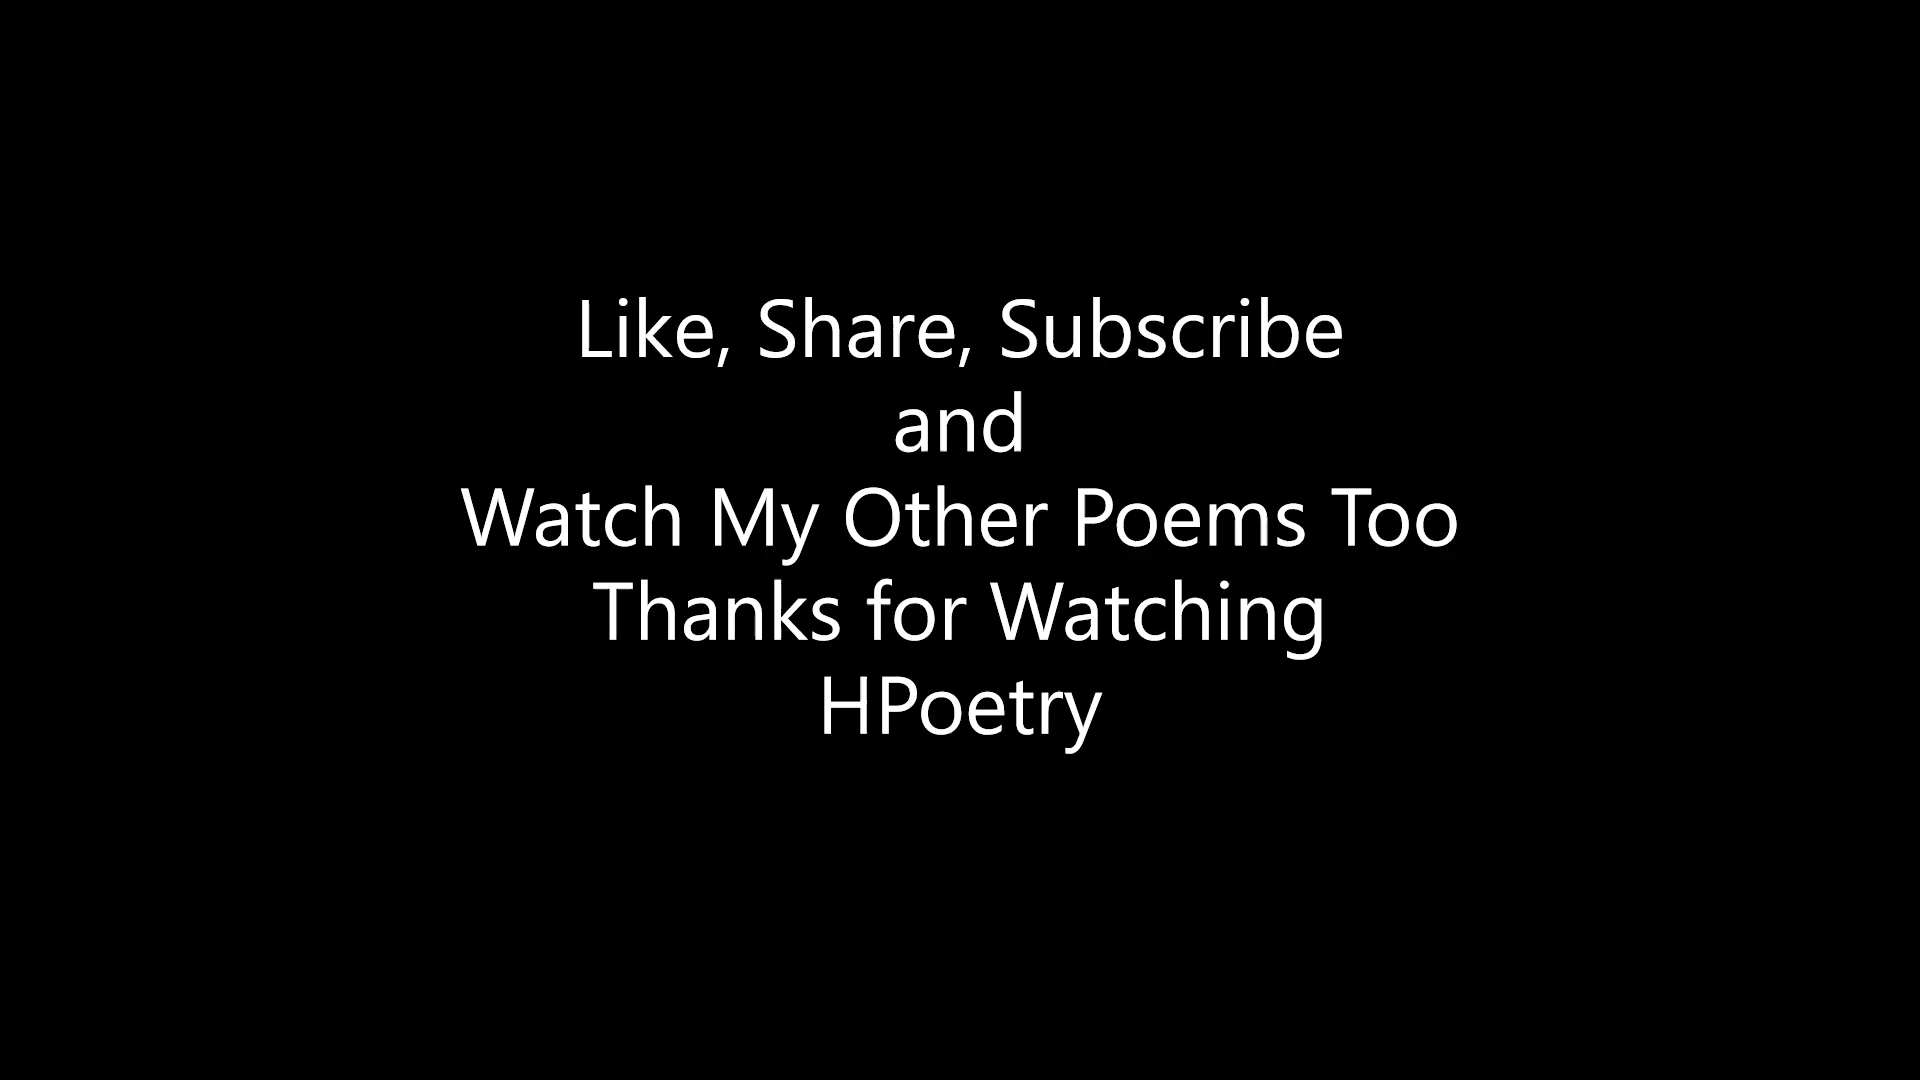 Like, Share, Subscribe
and
Watch My Other Poems Too
Thanks for Watching
HPoetry